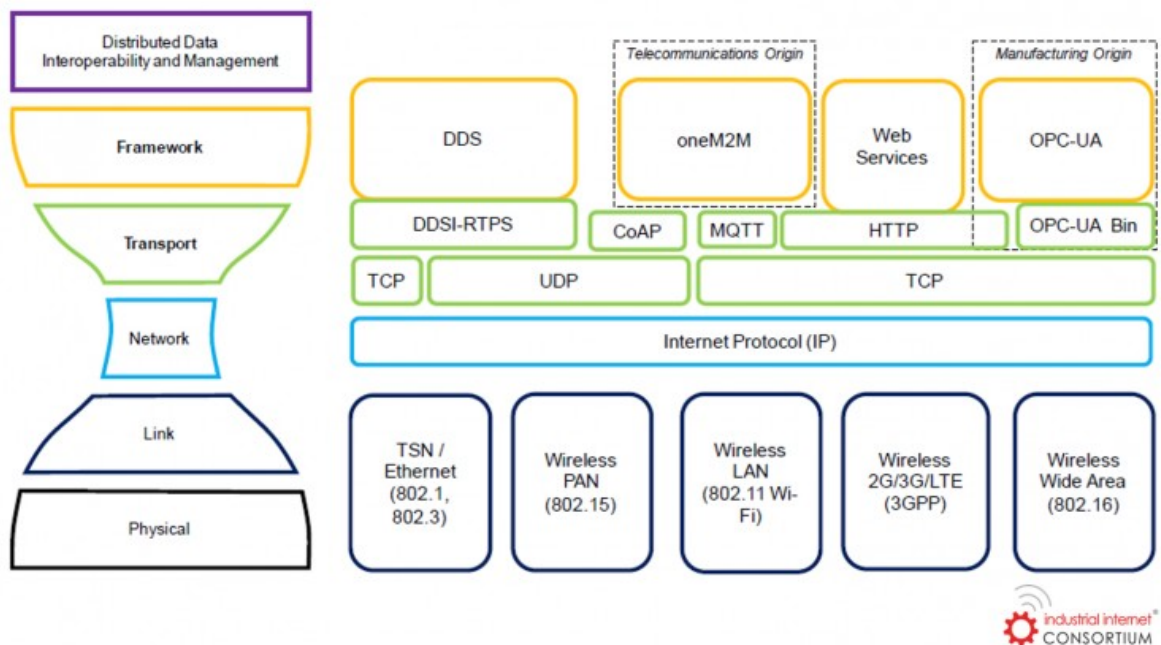 Distributed Data
Interoperability and Management
Framework
Transport
Network
Link
Physical
Telecommunications Origin
Manufacturing Origin
DDS
oneM2M
Web
Services
OPC-UA
DDSI-RTPS
CoAP
MQTT
HTTP
OPC-UA Bin
TCP
UDP
TCP
Internet Protocol (IP)
TSN /
Ethernet
(802.1,
802.3)
Wireless
PAN
(802.15)
Wireless
LAN
(802.11 Wi-
Fi)
Wireless
2G/3G/LTE
(3GPP)
Wireless
Wide Area
(802.16)
industrial internet
CONSORTIUM